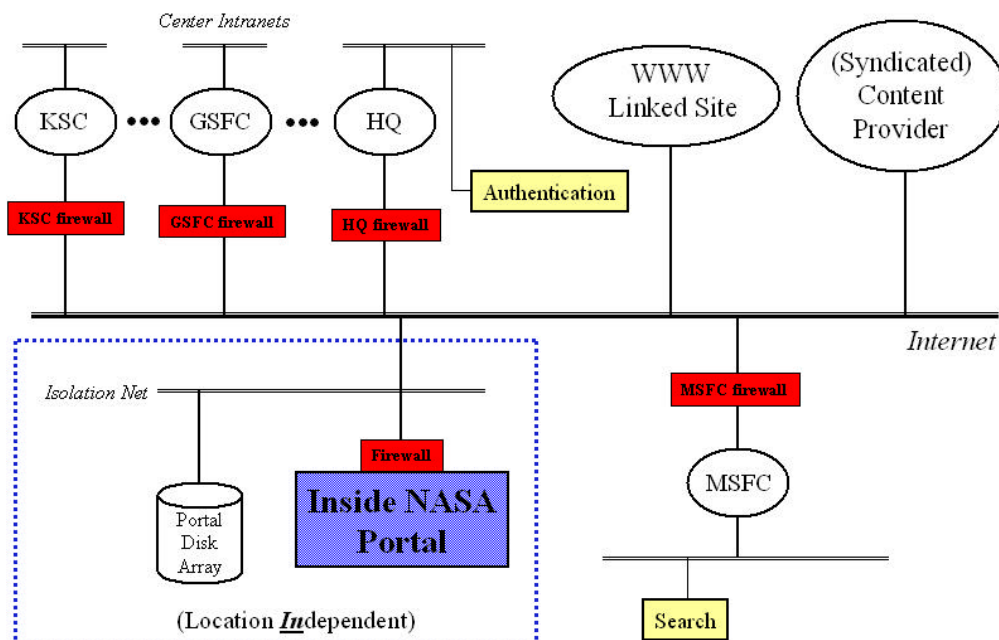 Center Intranets
KSC
•••
GSFC
•••
HQ
WWW
Linked Site
(Syndicated)
Content
Provider
Authentication
KSC firewall
GSFC firewall
HQ firewall
Internet
Isolation Net
MSFC firewall
Firewall
Inside NASA
Portal
MSFC
Portal
Disk
Array
(Location Independent)
Search